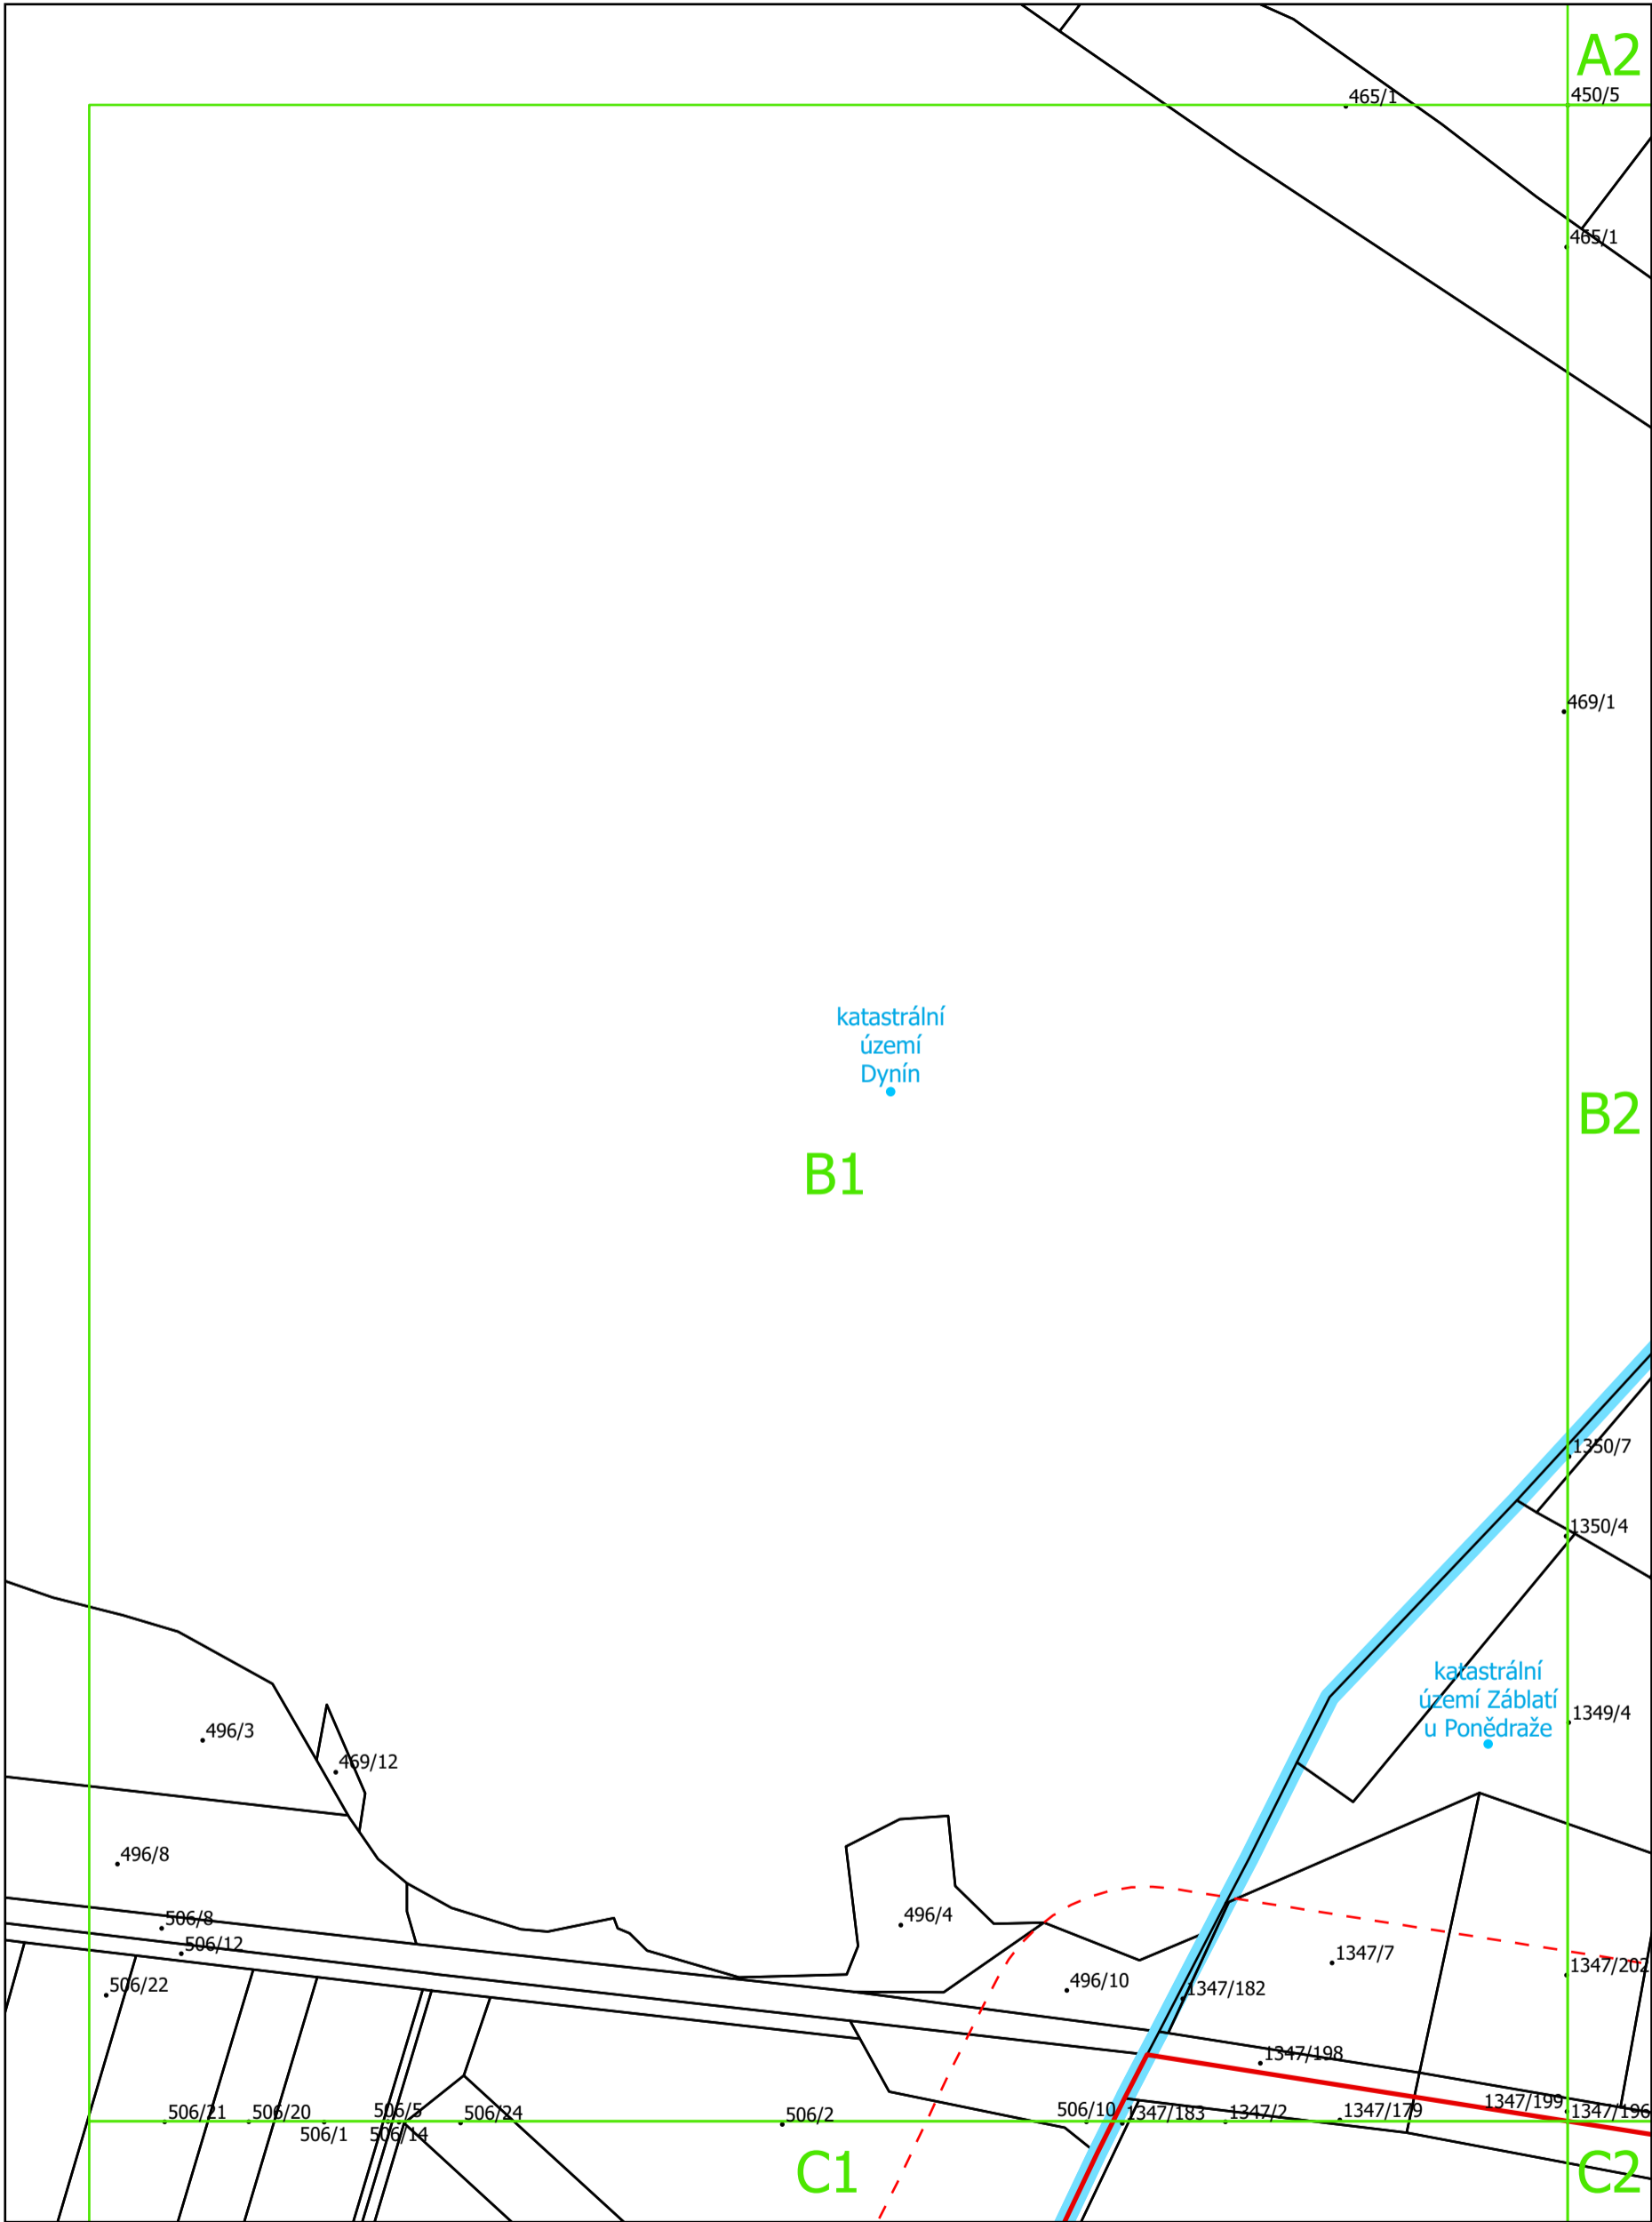 A2
465/1
450/5
465/1
469/1
katastrální
území
Dynín
B2
B1
1350/7
1350/4
katastrální
území Záblatí
u Ponědraže
1349/4
496/3
469/12
496/8
506/8
496/4
506/12
1347/7
1347/202
506/22
496/10
1347/182
1347/198
1347/199
506/21
506/20
506/5
506/24
506/2
506/10
1347/183
1347/2
1347/179
1347/196
506/1
506/14
C1
C2